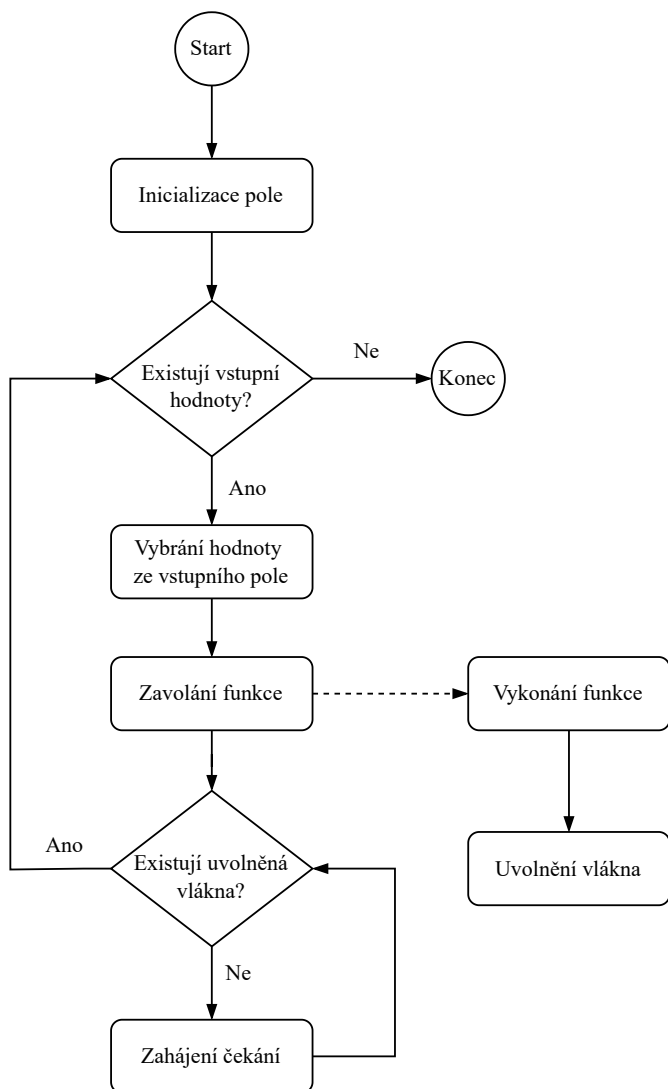 Start
Inicializace pole
Existují vstupní
hodnoty?
Ne
Konec
Ano
Vybrání hodnoty
ze vstupního pole
Zavolání funkce
Vykonání funkce
Ano
Existují uvolněná
vlákna?
Uvolnění vlákna
Ne
Zahájení čekání